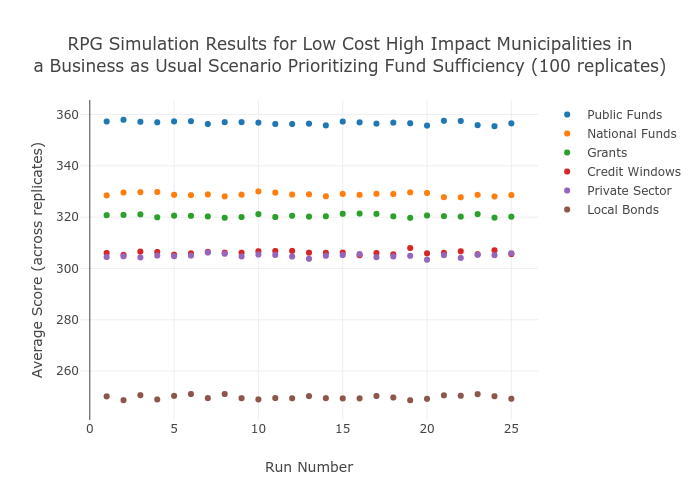 RPG Simulation Results for Low Cost High Impact Municipalities in
a Business as Usual Scenario Prioritizing Fund Sufficiency (100 replicates)
Average Score (across replicates)
360
340
320
300
280
260
0 5 10 15 20 25
Run Number
Public Funds
National Funds
Grants
Credit Windows
Private Sector
Local Bonds